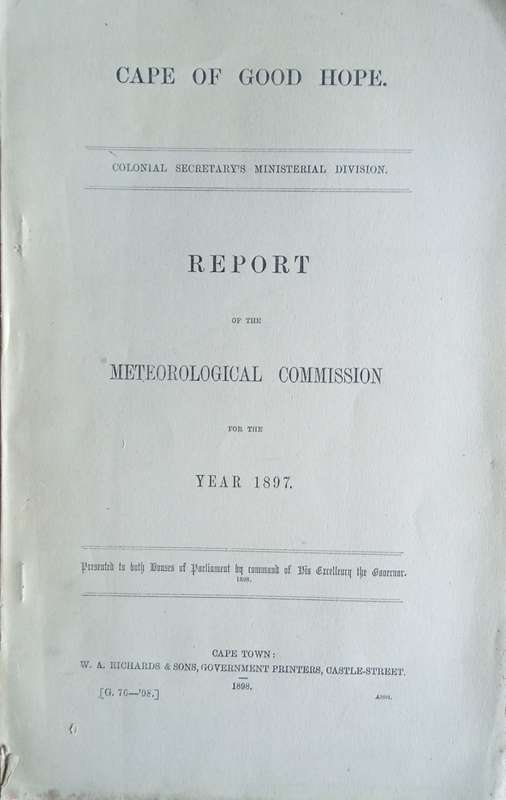 CAPE OF GOOD HOPE.
COLONIAL SECRETARY'S MINISTERIAL DIVISION.
REPORT
OF THE
METEOROLOGICAL COMMISSION
FOR THE
YEAR 1897.
Presented to both Houses of Parliament by command of His Excellency the Governor.
1898.
CAPE TOWN:
W. A. RICHARDS & SONS, GOVERNMENT PRINTERS, CASTLE-STREET.
1898.
[G. 76—'98.]